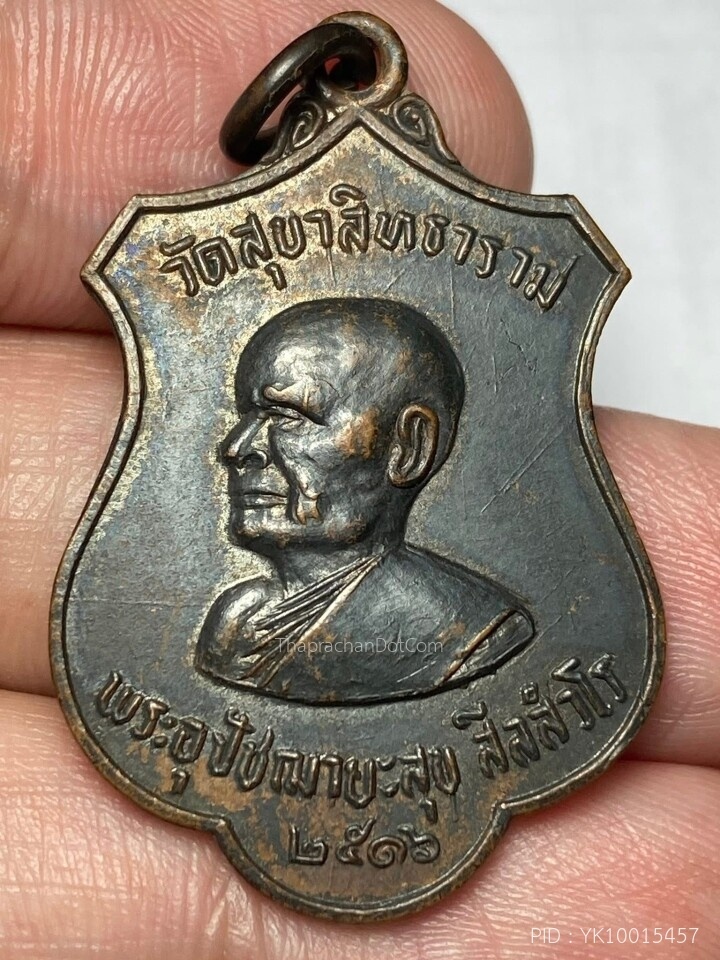 วัดสุขาสิทธาราม
ThaprachanDotCom
พระอุปัชฌายะสุข สีลสํวโร
๒๕๑๖
PID : YK10015457